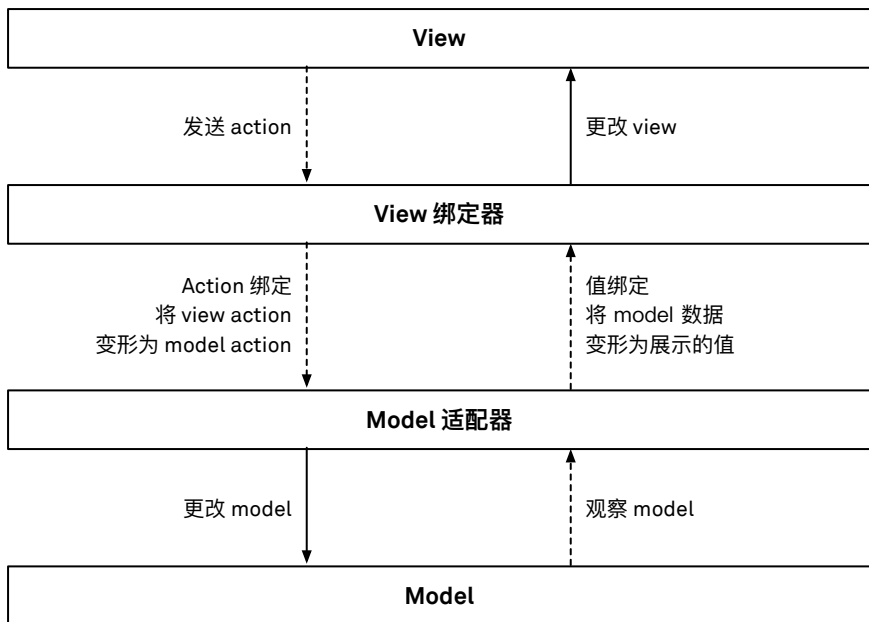 View
发送 action
更改 view
View 绑定器
Action 绑定
将 view action
变形为 model action
值绑定
将 model 数据
变形为展示的值
Model 适配器
更改 model
观察 model
Model